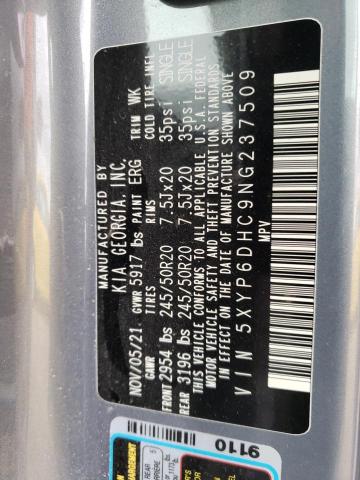 MANUFACTURED BY
KIA GEORGIA, INC.
NOV/05/21 GVWR 5917 lbs PAINT ERG TRIM WK
GAWR TIRES RIMS COLD TIRE INFL
FRONT 2954 lbs 245/50R20 7.5Jx20 35psi SINGLE
REAR 3196 lbs 245/50R20 7.5Jx20 35psi SINGLE
THIS VEHICLE CONFORMS TO ALL APPLICABLE U.S.A. FEDERAL
MOTOR VEHICLE SAFETY AND THEFT PREVENTION STANDARDS
IN EFFECT ON THE DATE OF MANUFACTURE SHOWN ABOVE
VIN 5XYP6DHC9NG237509
MPV
9110
REAR